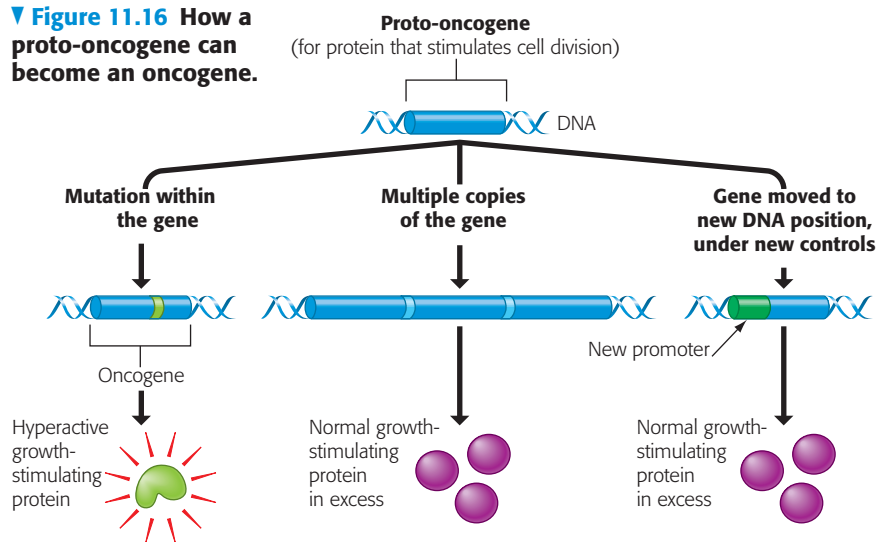 ▼ Figure 11.16 How a
proto-oncogene can
become an oncogene.
Proto-oncogene
(for protein that stimulates cell division)
DNA
Mutation within
the gene
Multiple copies
of the gene
Gene moved to
new DNA position,
under new controls
Oncogene
New promoter
Hyperactive
growth-
stimulating
protein
Normal growth-
stimulating
protein
in excess
Normal growth-
stimulating
protein
in excess